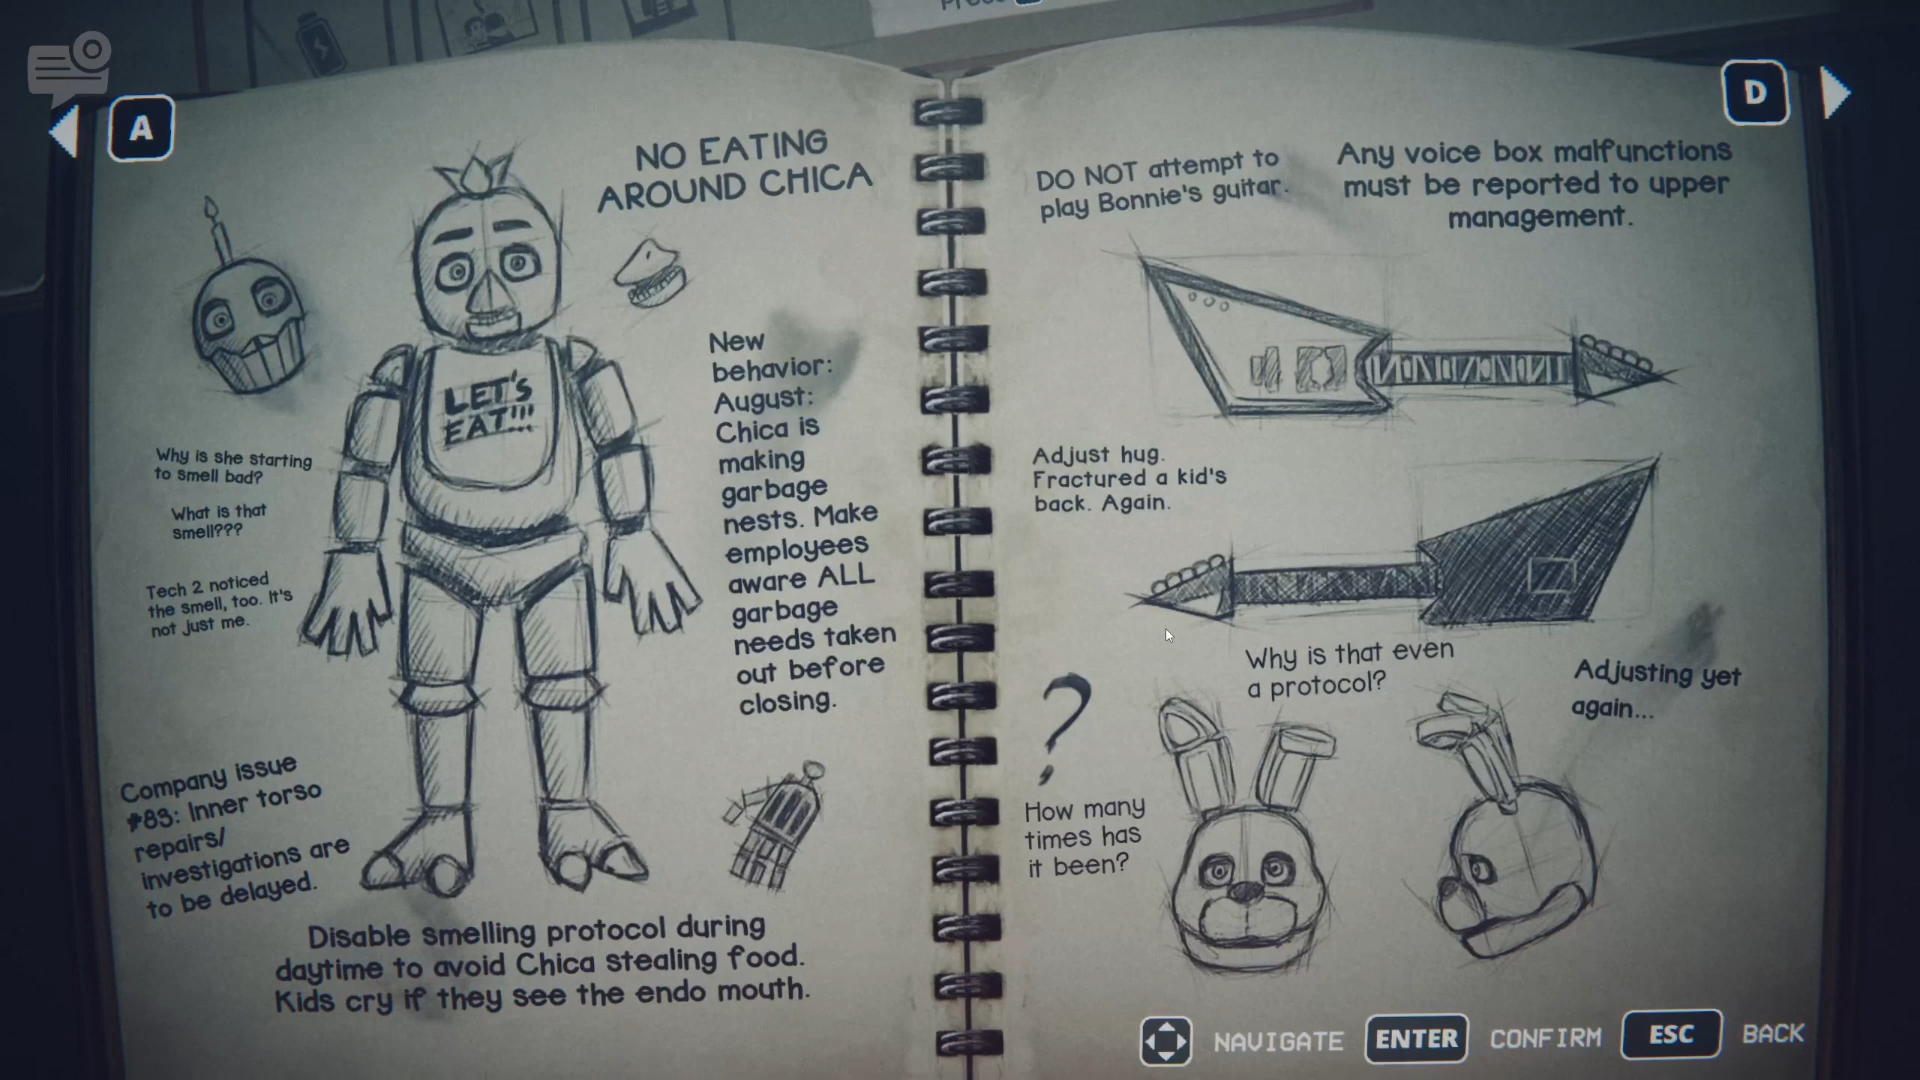 A
D
NO EATING
AROUND CHICA
LET'S
EAT!!!
Why is she starting
to smell bad?
What is that
smell???
Tech 2 noticed
the smell, too. It's
not just me.
New
behavior:
August:
Chica is
making
garbage
nests. Make
employees
aware ALL
garbage
needs taken
out before
closing.
Company issue
#83: Inner torso
repairs/
investigations are
to be delayed.
Disable smelling protocol during
daytime to avoid Chica stealing food.
Kids cry if they see the endo mouth.
DO NOT attempt to
play Bonnie's guitar.
Any voice box malfunctions
must be reported to upper
management.
Adjust hug.
Fractured a kid's
back. Again.
Why is that even
a protocol?
Adjusting yet
again...
?
How many
times has
it been?
NAVIGATE ENTER CONFIRM ESC BACK